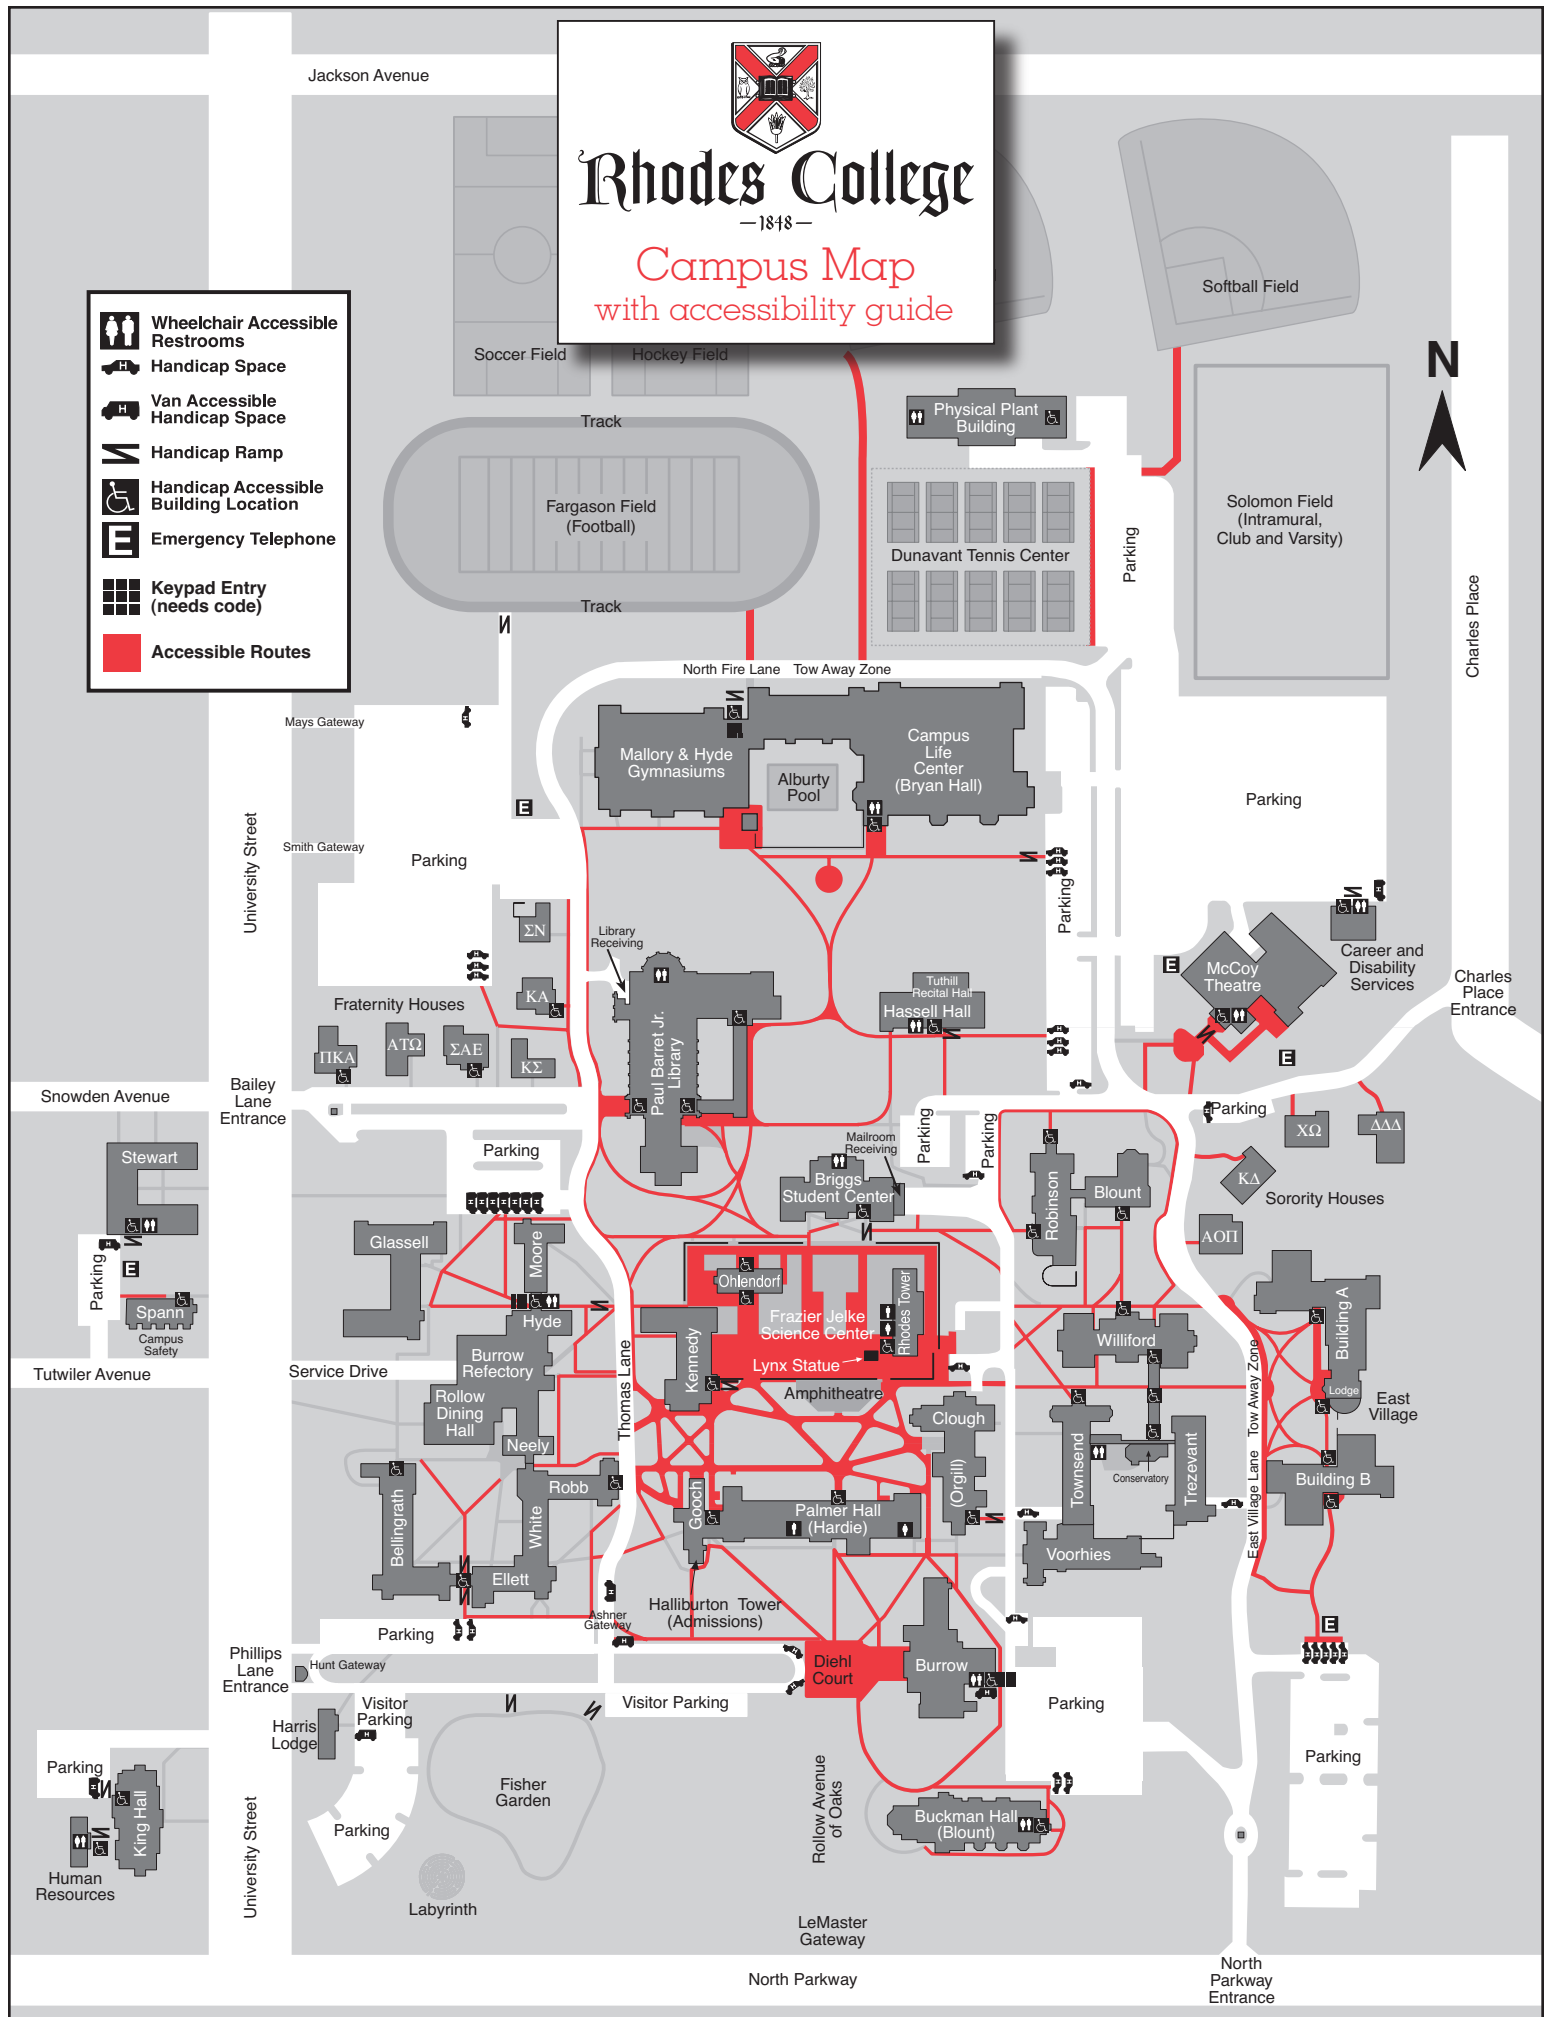 Jackson Avenue
Rhodes College
—1848—
Campus Map
with accessibility guide
Wheelchair Accessible
Restrooms
Handicap Space
Van Accessible
Handicap Space
Handicap Ramp
Handicap Accessible
Building Location
Emergency Telephone
Keypad Entry
(needs code)
Accessible Routes
Soccer Field
Hockey Field
Softball Field
N
Physical Plant
Building
Track
Fargason Field
(Football)
Track
Dunavant Tennis Center
Parking
Solomon Field
(Intramural,
Club and Varsity)
Charles Place
North Fire Lane Tow Away Zone
Mays Gateway
Mallory & Hyde
Gymnasiums
Alburty
Pool
Campus
Life
Center
(Bryan Hall)
Parking
University Street
Smith Gateway
Parking
Parking
ΣΝ
Library
Receiving
ΚΑ
Fraternity Houses
ΠΚΑ
ΑΤΩ
ΣΑΕ
ΚΣ
Paul Barret Jr.
Library
Tuthill
Recital Hall
Hassell Hall
McCoy
Theatre
Career and
Disability
Services
Charles
Place
Entrance
Snowden Avenue
Bailey
Lane
Entrance
Parking
Parking
Parking
Parking
ΧΩ
ΔΔΔ
ΚΔ
Sorority Houses
ΑΟΠ
Stewart
Mailroom
Receiving
Briggs
Student Center
Robinson
Blount
Glassell
Moore
Parking
Spann
Campus
Safety
Hyde
Ohlendorf
Frazier Jelke
Science Center
Rhodes Tower
Lynx Statue
Kennedy
Williford
Building A
Lodge
East
Village
Tutwiler Avenue
Service Drive
Burrow
Refectory
Rollow
Dining
Hall
Neely
Thomas Lane
Amphitheatre
Clough
(Orgill)
Townsend
Conservatory
Trezevant
East Village Lane Tow Away Zone
Building B
Bellingrath
Robb
White
Ellett
Gooch
Palmer Hall
(Hardie)
Voorhies
Halliburton Tower
(Admissions)
Ashner
Gateway
Parking
Phillips
Lane
Entrance
Hunt Gateway
Diehl
Court
Burrow
Visitor
Parking
Visitor Parking
Parking
Harris
Lodge
Parking
Parking
King Hall
Human
Resources
University Street
Parking
Fisher
Garden
Labyrinth
Rollow Avenue
of Oaks
Buckman Hall
(Blount)
LeMaster
Gateway
North Parkway
North
Parkway
Entrance
H
E